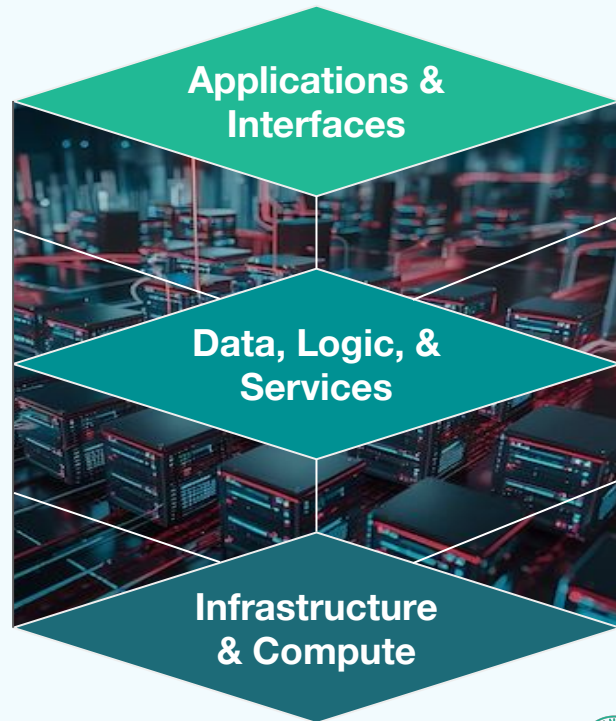 Applications &
Interfaces
Data, Logic, &
Services
Infrastructure
& Compute